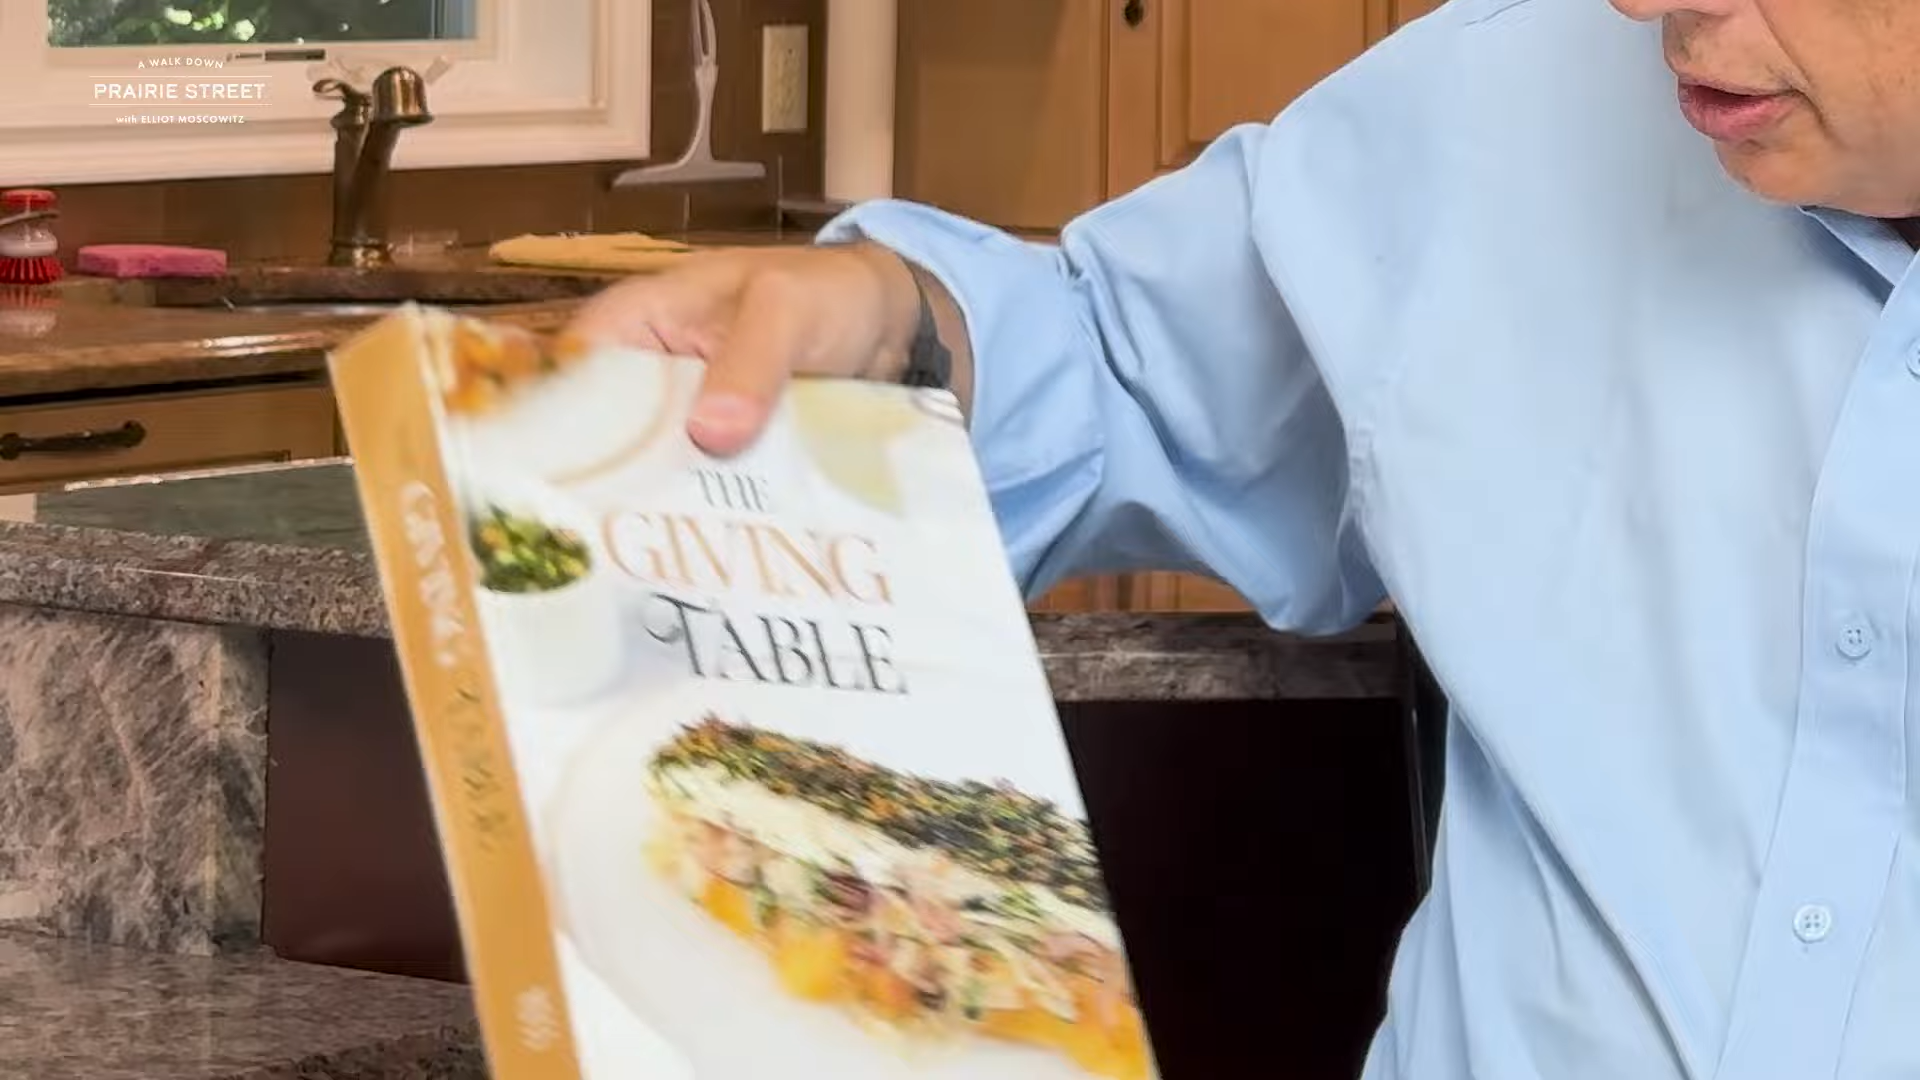 A WALK DOWN
PRAIRIE STREET
with ELLIOT MOSCOWITZ
THE
GIVING
TABLE